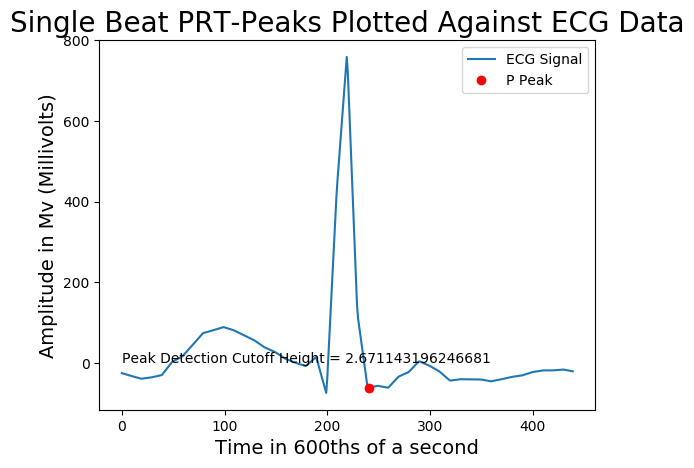 Single Beat PRT-Peaks Plotted Against ECG Data
800
600
400
200
0
Amplitude in Mv (Millivolts)
ECG Signal
P Peak
Peak Detection Cutoff Height = 2.671143196246681
0 100 200 300 400
Time in 600ths of a second